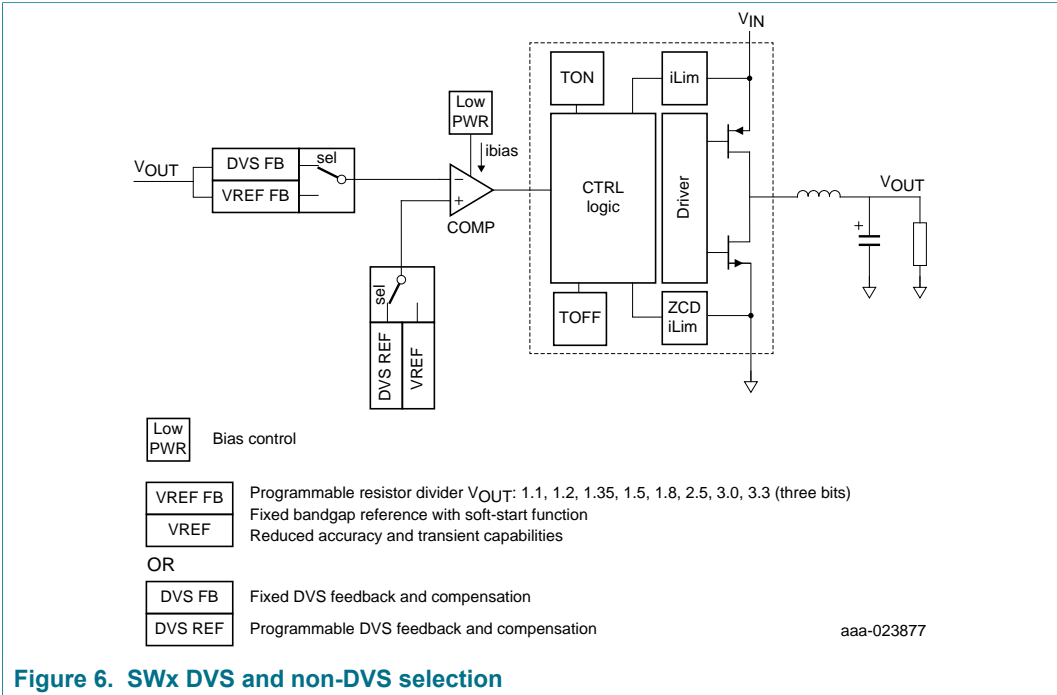 VIN
TON
iLim
Low
PWR
ibias
VOUT
DVS FB
sel
VREF FB
−
+
COMP
CTRL
logic
Driver
VOUT
+
sel
DVS REF
VREF
TOFF
ZCD
iLim
Low
PWR
Bias control
VREF FB
Programmable resistor divider VOUT: 1.1, 1.2, 1.35, 1.5, 1.8, 2.5, 3.0, 3.3 (three bits)
Fixed bandgap reference with soft-start function
VREF
Reduced accuracy and transient capabilities
OR
DVS FB
Fixed DVS feedback and compensation
DVS REF
Programmable DVS feedback and compensation
aaa-023877
Figure 6. SWx DVS and non-DVS selection